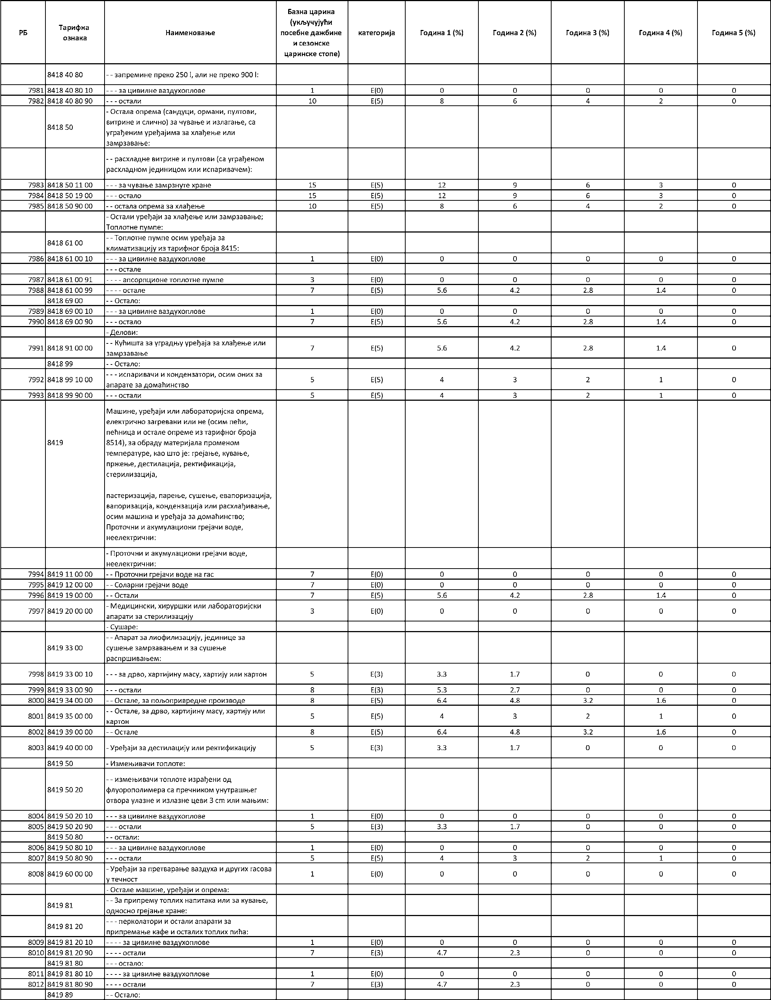 РБ Тарифна ознака Наименовање Базна царина (укључујући посебне дажбине и сезонске царинске стопе) категорија Година 1 (%) Година 2 (%) Година 3 (%) Година 4 (%) Година 5 (%)
8418 40 80 - - запремине преко 250 l, али не преко 900 l:
7981 8418 40 80 10 - - - за цивилне ваздухоплове 1 E(0) 0 0 0 0 0
7982 8418 40 80 90 - - - остали 10 E(5) 8 6 4 2 0
8418 50 - Остала опрема (сандуци, ормани, пултови,
витрине и слично) за чување и излагање, са
уграђеним уређајима за хлађење или
замрзавање:
- - расхладне витрине и пултови (са уграђеном
расхладном јединицом или испаривачем):
7983 8418 50 11 00 - - - за чување замрзнуте хране 15 E(5) 12 9 6 3 0
7984 8418 50 19 00 - - - остало 15 E(5) 12 9 6 3 0
7985 8418 50 90 00 - - остала опрема за хлађење 10 E(5) 8 6 4 2 0
- Остали уређаји за хлађење или замрзавање;
Топлотне пумпе:
8418 61 00 - - Топлотне пумпе осим уређаја за
климатизацију из тарифног броја 8415:
7986 8418 61 00 10 - - - за цивилне ваздухоплове 1 E(0) 0 0 0 0 0
- - - остале
7987 8418 61 00 91 - - - - апсорпционе топлотне пумпе 3 E(0) 0 0 0 0 0
7988 8418 61 00 99 - - - - остале 7 E(5) 5.6 4.2 2.8 1.4 0
8418 69 00 - - Остало:
7989 8418 69 00 10 - - - за цивилне ваздухоплове 1 E(0) 0 0 0 0 0
7990 8418 69 00 90 - - - остало 7 E(5) 5.6 4.2 2.8 1.4 0
- Делови:
7991 8418 91 00 00 - - Кућишта за уградњу уређаја за хлађење или
замрзавање 7 E(5) 5.6 4.2 2.8 1.4 0
8418 99 - - Остало:
7992 8418 99 10 00 - - - испаривачи и кондензатори, осим оних за
апарате за домаћинство 5 E(5) 4 3 2 1 0
7993 8418 99 90 00 - - - остали 5 E(5) 4 3 2 1 0
8419 Машине, уређаји или лабораторијска опрема,
електрично загревани или не (осим пећи,
пећница и остале опреме из тарифног броја
8514), за обраду материјала променом
температуре, као што је: грејање, кување,
пржење, дестилација, ректификација,
стерилизација,
пастеризација, парење, сушење, евапоризација,
вапоризација, кондензација или расхлађивање,
осим машина и уређаја за домаћинство;
Проточни и акумулациони грејачи воде,
неелектрични:
- Проточни и акумулациони грејачи воде,
неелектрични:
7994 8419 11 00 00 - - Проточни грејачи воде на гас 7 E(0) 0 0 0 0 0
7995 8419 12 00 00 - - Соларни грејачи воде 7 E(0) 0 0 0 0 0
7996 8419 19 00 00 - - Остали 7 E(5) 5.6 4.2 2.8 1.4 0
7997 8419 20 00 00 - Медицински, хируршки или лабораторијски
апарати за стерилизацију 3 E(0) 0 0 0 0 0
- Сушаре:
8419 33 00 - - Апарат за лиофилизацију, јединице за
сушење замрзавањем и за сушење
распршивањем:
7998 8419 33 00 10 - - - за дрво, хартијину масу, хартију или картон 5 E(3) 3.3 1.7 0 0 0
7999 8419 33 00 90 - - - остали 8 E(3) 5.3 2.7 0 0 0
8000 8419 34 00 00 - - Остале, за пољопривредне производе 8 E(5) 6.4 4.8 3.2 1.6 0
8001 8419 35 00 00 - - Остале, за дрво, хартијину масу, хартију или
картон 5 E(5) 4 3 2 1 0
8002 8419 39 00 00 - - Остале 8 E(5) 6.4 4.8 3.2 1.6 0
8003 8419 40 00 00 - Уређаји за дестилацију или ректификацију 5 E(3) 3.3 1.7 0 0 0
8419 50 - Измењивачи топлоте:
8419 50 20 - - измењивачи топлоте израђени од
флуорополимера са пречником унутрашњег
отвора улазне и излазне цеви 3 cm или мањим:
8004 8419 50 20 10 - - - за цивилне ваздухоплове 1 E(0) 0 0 0 0 0
8005 8419 50 20 90 - - - остали 5 E(3) 3.3 1.7 0 0 0
8419 50 80 - - остали:
8006 8419 50 80 10 - - - за цивилне ваздухоплове 1 E(0) 0 0 0 0 0
8007 8419 50 80 90 - - - остали 5 E(5) 4 3 2 1 0
8008 8419 60 00 00 - Уређаји за претварање ваздуха и других гасова
у течност 1 E(0) 0 0 0 0 0
- Остале машине, уређаји и опрема:
8419 81 - - За припрему топлих напитака или за кување,
односно грејање хране:
8419 81 20 - - - перколатори и остали апарати за
припремање кафе и осталих топлих пића:
8009 8419 81 20 10 - - - - за цивилне ваздухоплове 1 E(0) 0 0 0 0 0
8010 8419 81 20 90 - - - - остали 7 E(3) 4.7 2.3 0 0 0
8419 81 80 - - - остало:
8011 8419 81 80 10 - - - - за цивилне ваздухоплове 1 E(0) 0 0 0 0 0
8012 8419 81 80 90 - - - - остали 7 E(3) 4.7 2.3 0 0 0
8419 89 - - Остало: